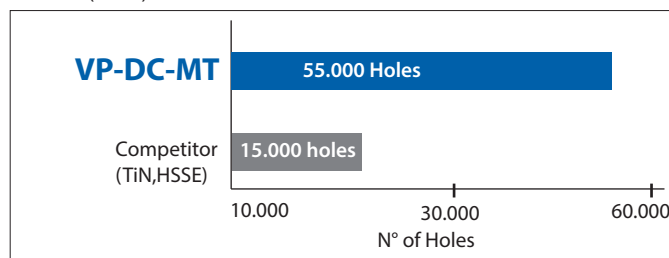 VP-DC-MT
55.000 Holes
Competitor
(TiN,HSSE)
15.000 holes
10.000 30.000 60.000
N° of Holes